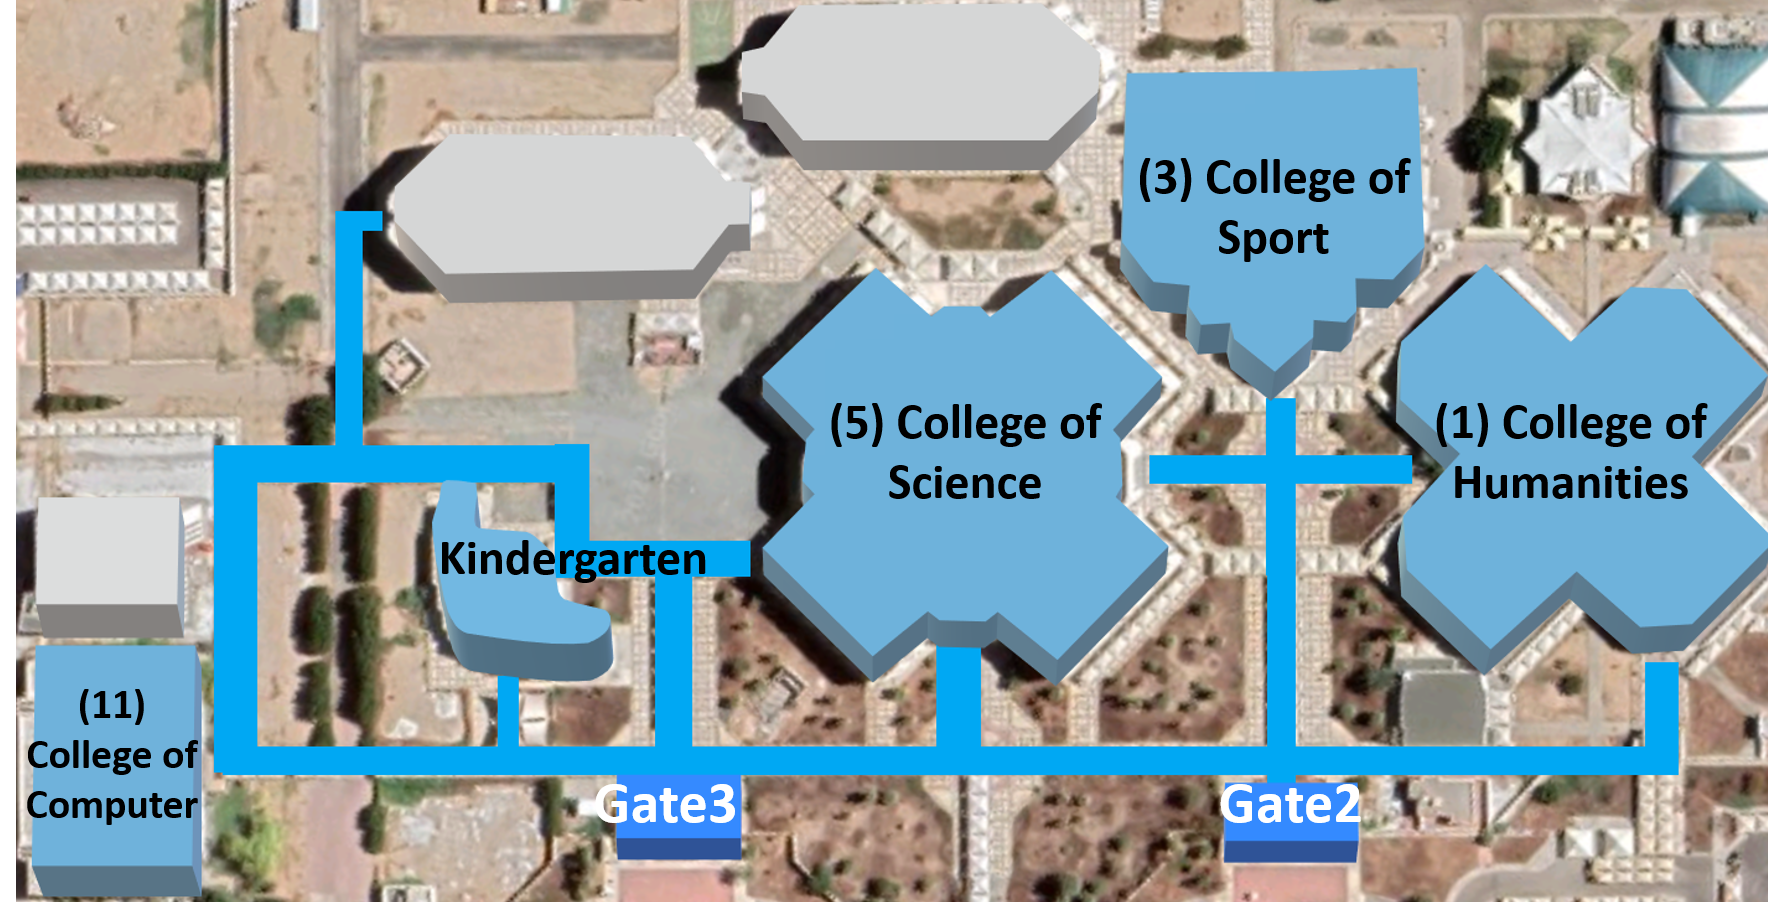 (3) College of
Sport
(5) College of
Science
(1) College of
Humanities
Kindergarten
(11)
College of
Computer
Gate3
Gate2